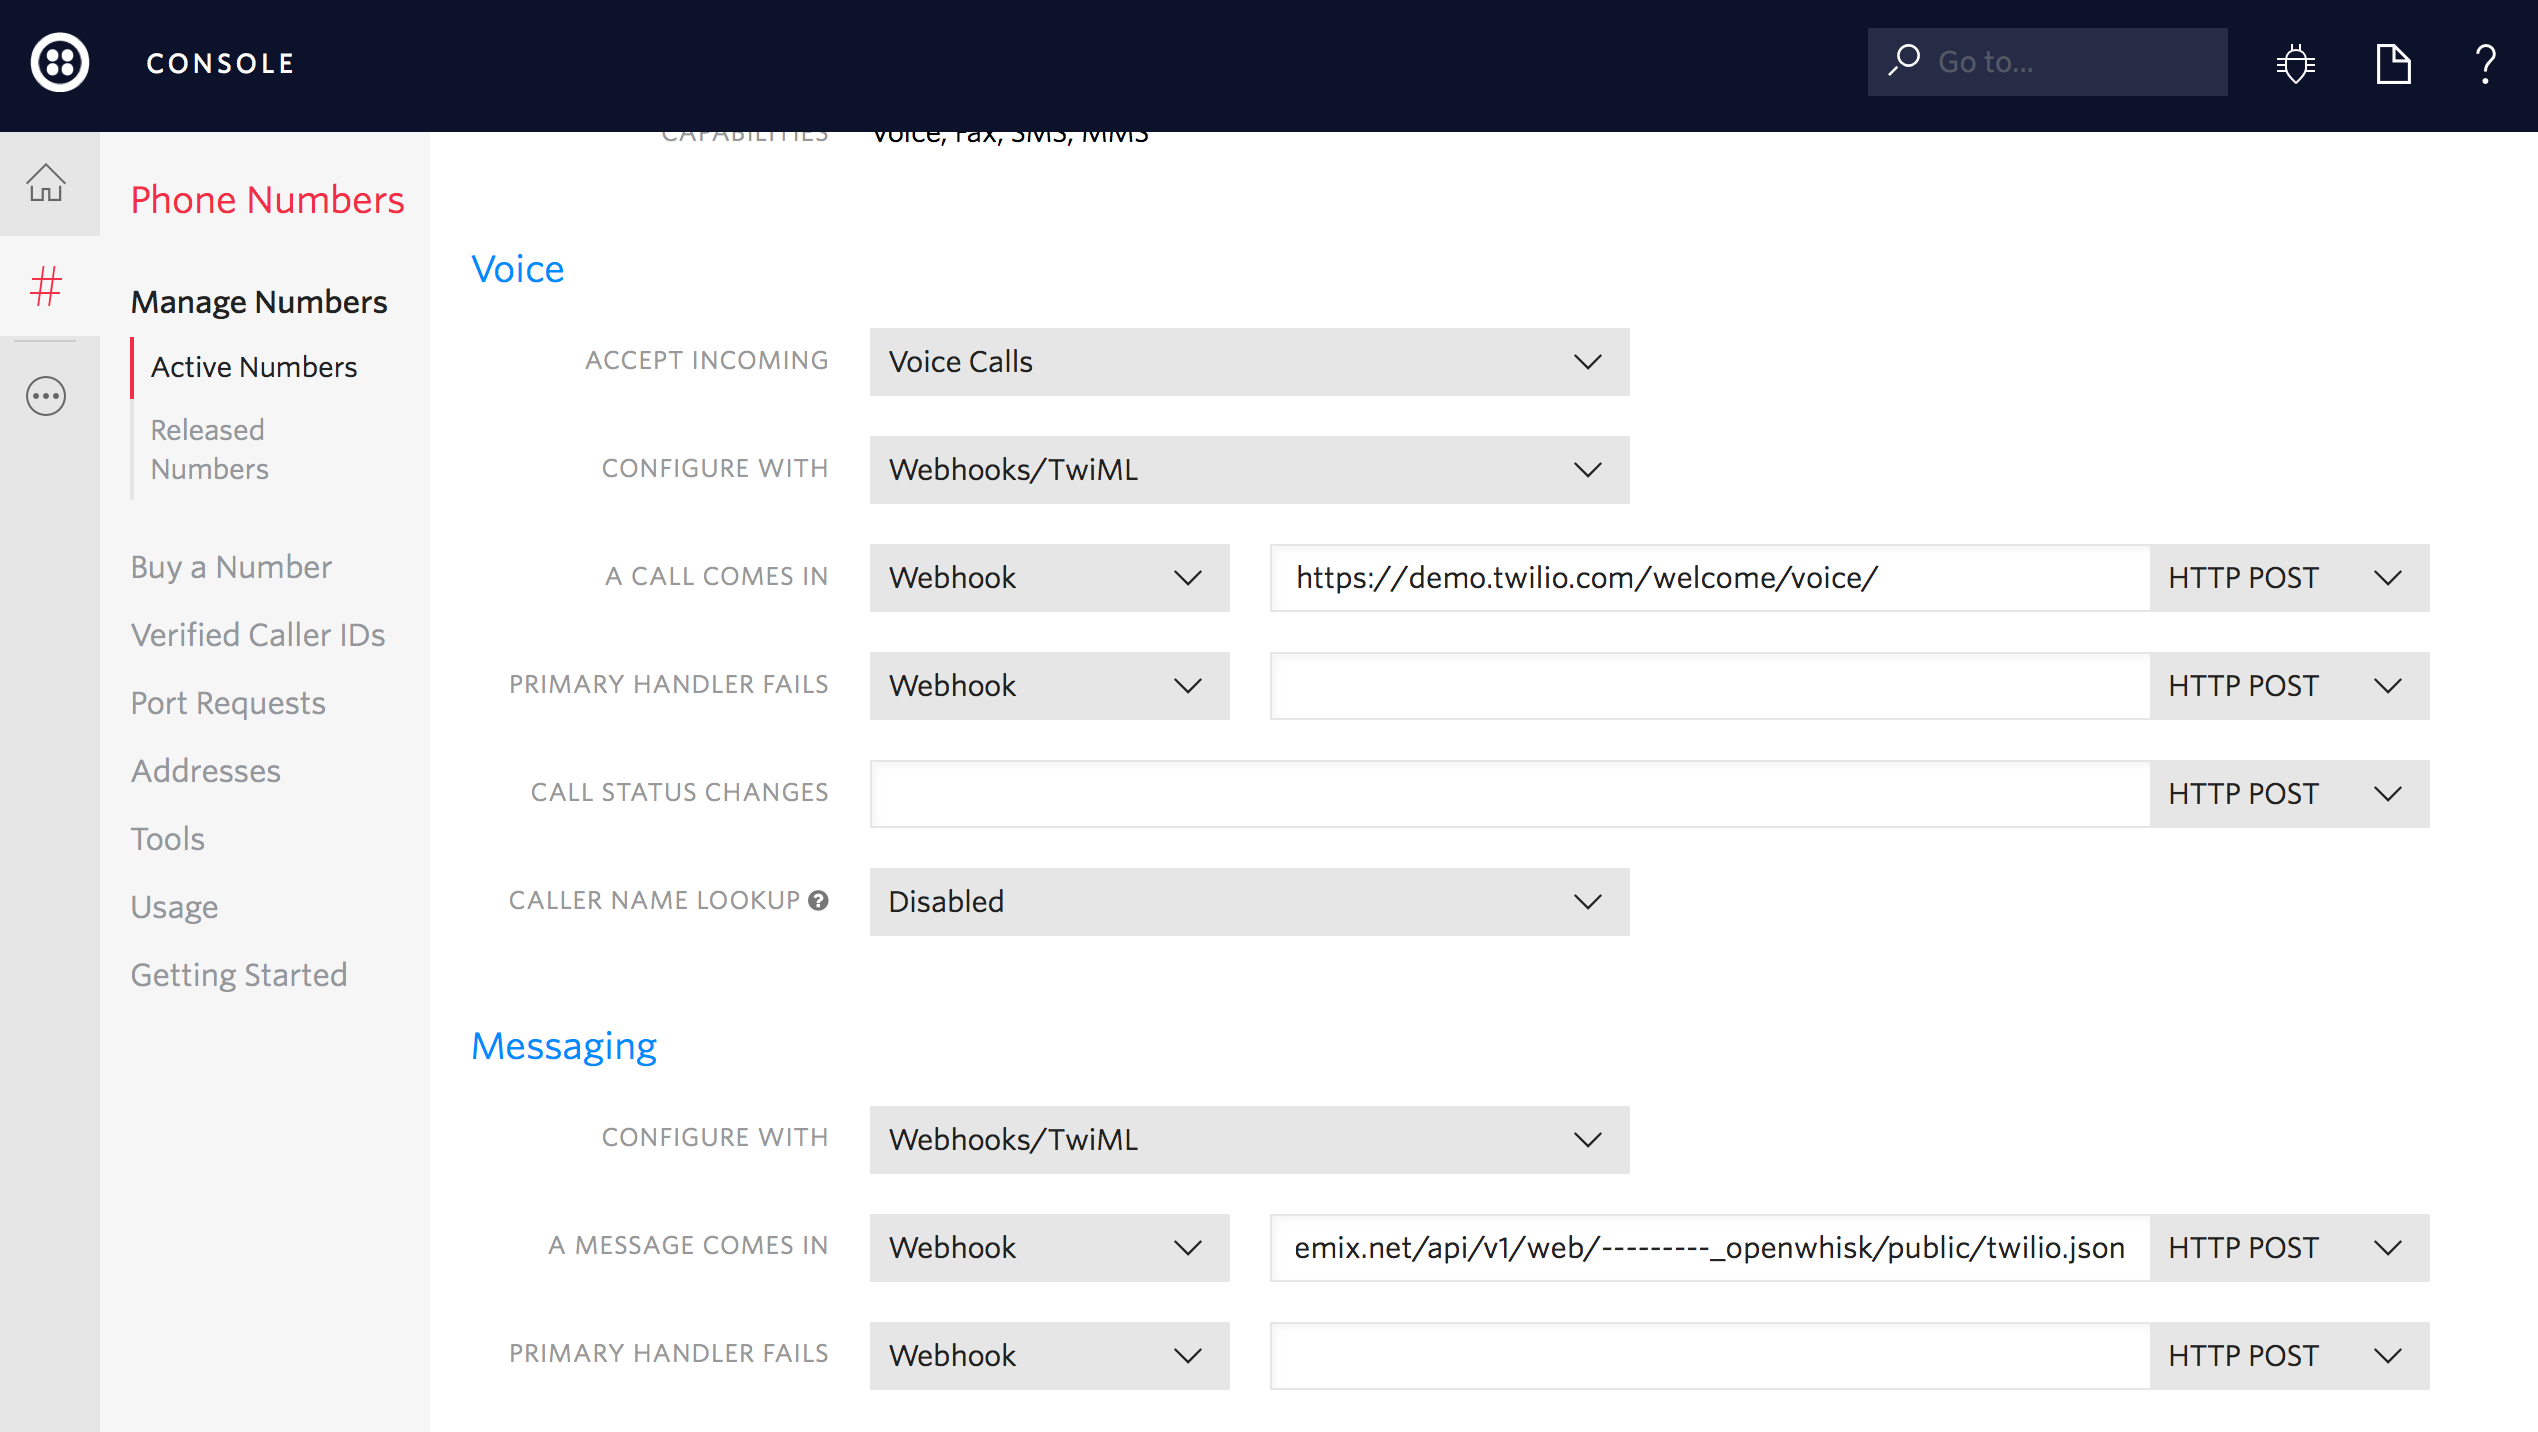 CONSOLE
Go to...
CAPABILITIES
Voice, Fax, SMS, MMS
Phone Numbers
Manage Numbers
Active Numbers
Released
Numbers
Buy a Number
Verified Caller IDs
Port Requests
Addresses
Tools
Usage
Getting Started
Voice
ACCEPT INCOMING
Voice Calls
CONFIGURE WITH
Webhooks/TwiML
A CALL COMES IN
Webhook
https://demo.twilio.com/welcome/voice/
HTTP POST
PRIMARY HANDLER FAILS
Webhook
HTTP POST
CALL STATUS CHANGES
HTTP POST
CALLER NAME LOOKUP
Disabled
Messaging
CONFIGURE WITH
Webhooks/TwiML
A MESSAGE COMES IN
Webhook
emix.net/api/v1/web/---------_openwhisk/public/twilio.json
HTTP POST
PRIMARY HANDLER FAILS
Webhook
HTTP POST